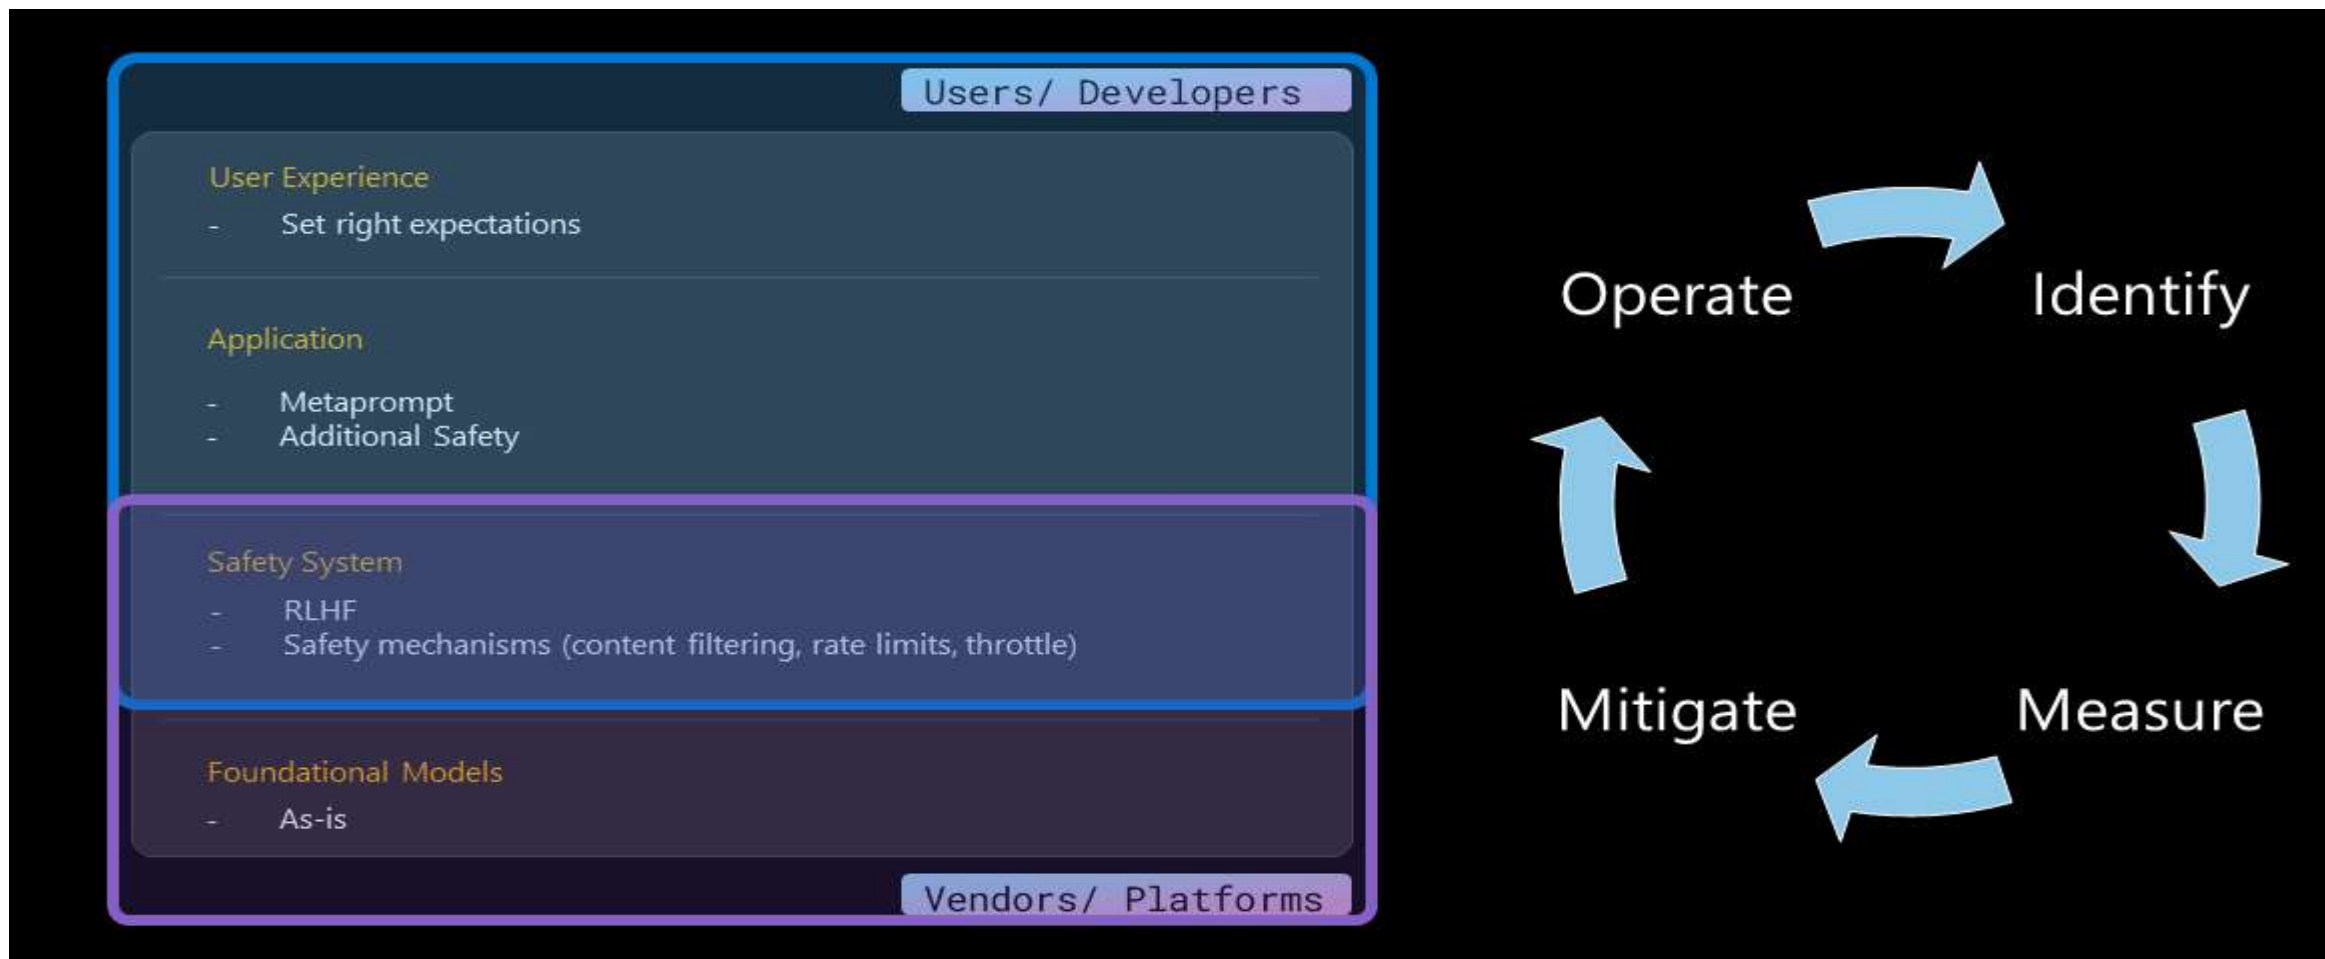 Users/ Developers
User Experience
- Set right expectations
Application
- Metaprompt
- Additional Safety
Safety System
- RLHF
- Safety mechanisms (content filtering, rate limits, throttle)
Foundational Models
- As-is
Vendors/ Platforms
Operate
Identify
Measure
Mitigate